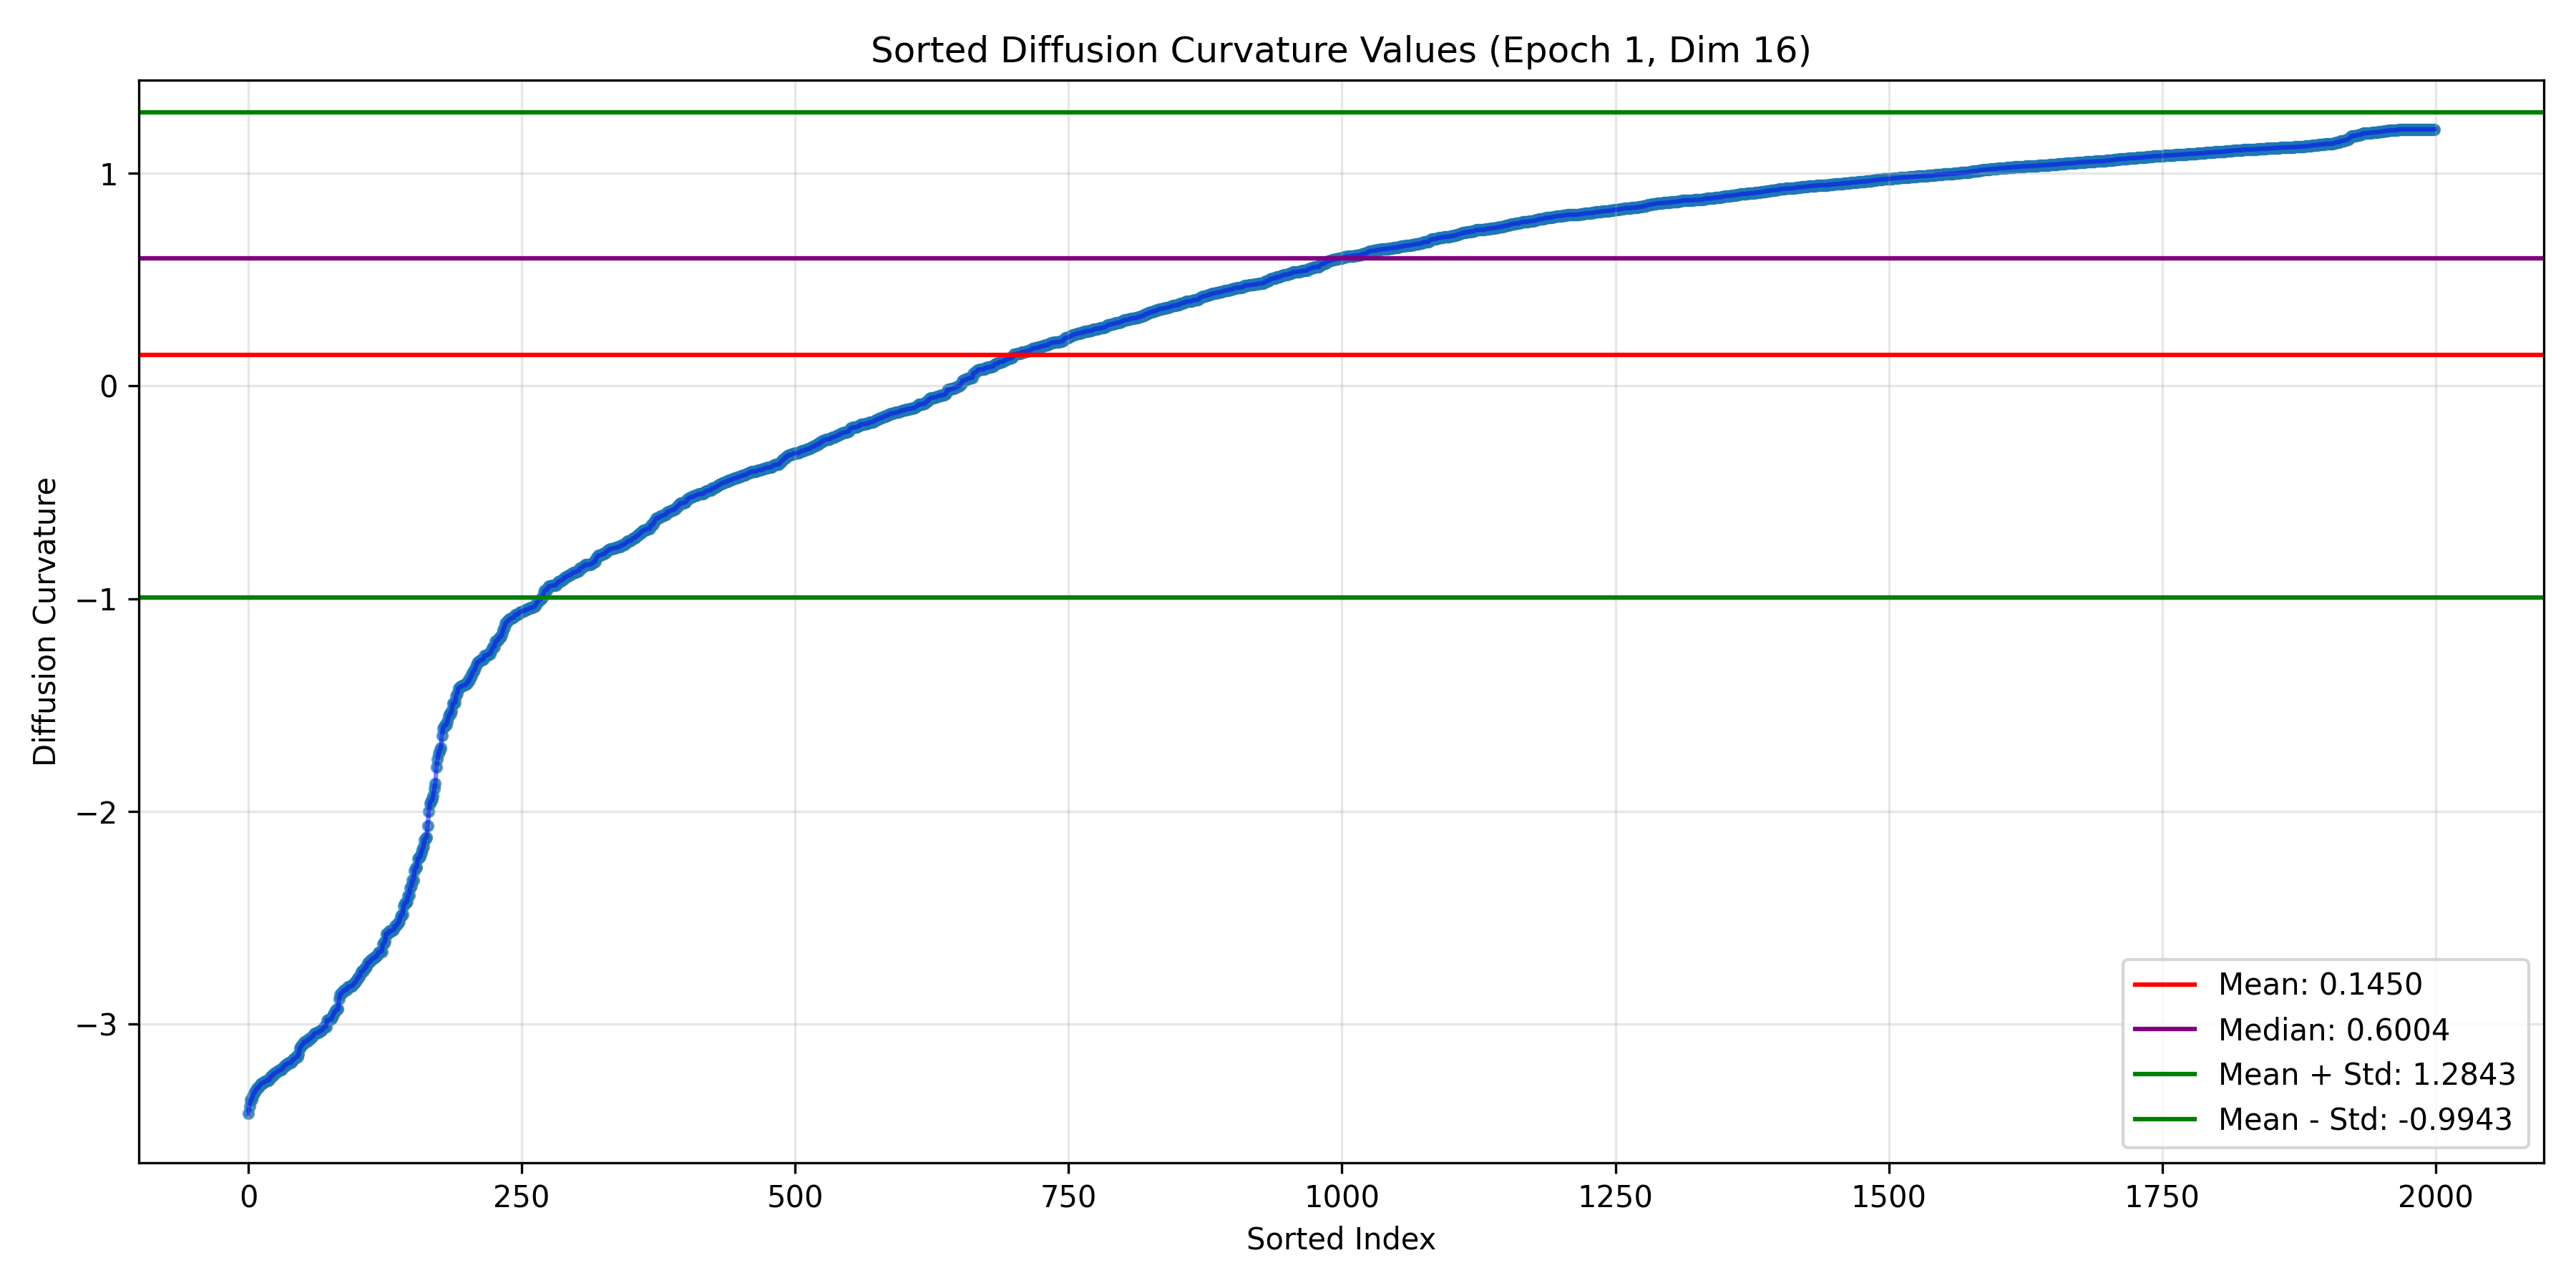 Sorted Diffusion Curvature Values (Epoch 1, Dim 16)
Diffusion Curvature
1
0
−1
−2
−3
Mean: 0.1450
Median: 0.6004
Mean + Std: 1.2843
Mean - Std: -0.9943
0 250 500 750 1000 1250 1500 1750 2000
Sorted Index